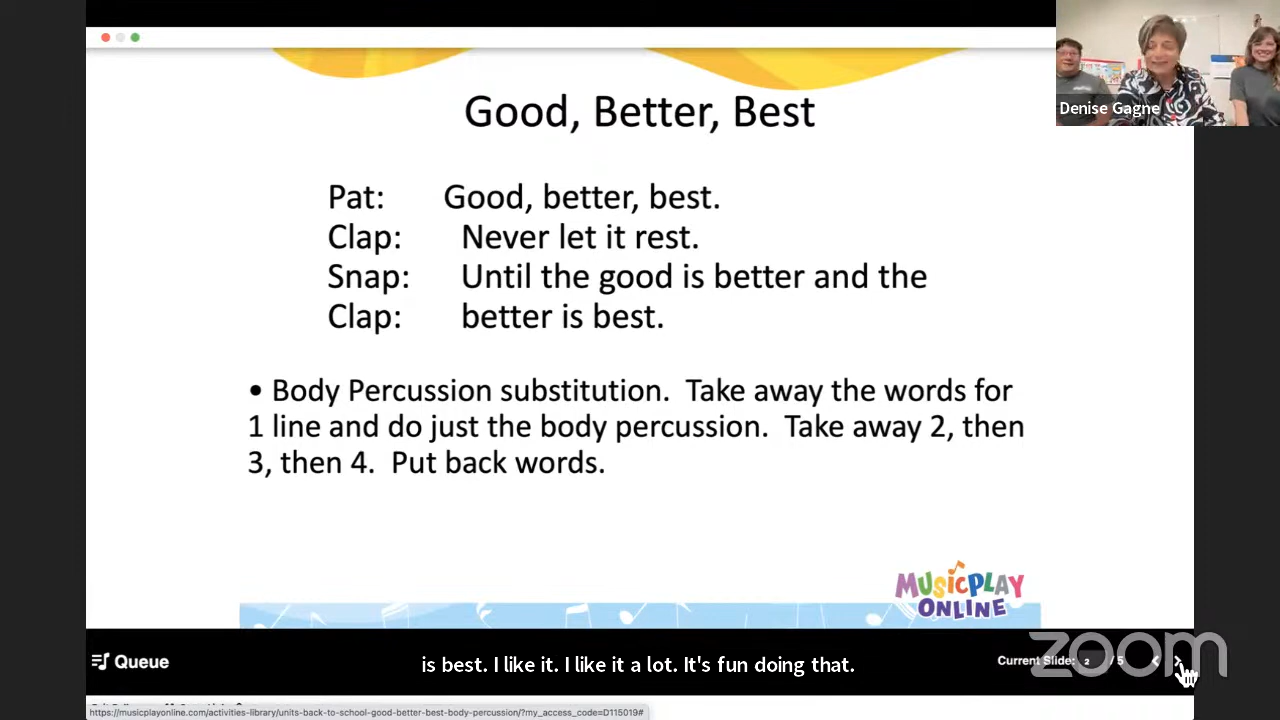 Good, Better, Best
Denise Gagne
Pat: Good, better, best.
Clap: Never let it rest.
Snap: Until the good is better and the
Clap: better is best.
• Body Percussion substitution. Take away the words for
1 line and do just the body percussion. Take away 2, then
3, then 4. Put back words.
MUSICPLAY
ONLINE
zoom
Queue
is best. I like it. I like it a lot. It's fun doing that.
Current Slide: 2 / 5
https://musicplayonline.com/activities-library/units-back-to-school-good-better-best-body-percussion/?my_access_code=D115019#